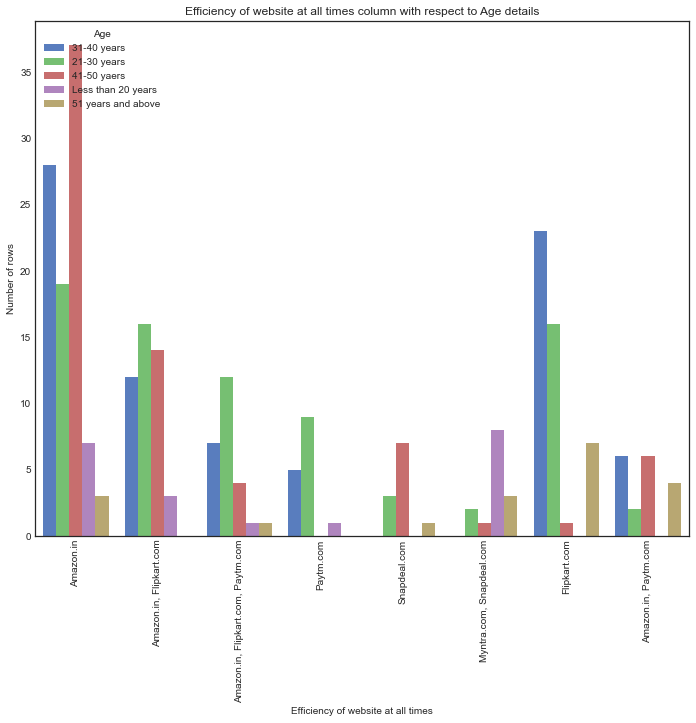 Efficiency of website at all times column with respect to Age details
Age
31-40 years
21-30 years
41-50 yaers
Less than 20 years
51 years and above
Number of rows
35
30
25
20
15
10
5
0
Amazon.in
Amazon.in, Flipkart.com
Amazon.in, Flipkart.com, Paytm.com
Paytm.com
Snapdeal.com
Myntra.com, Snapdeal.com
Flipkart.com
Amazon.in, Paytm.com
Efficiency of website at all times